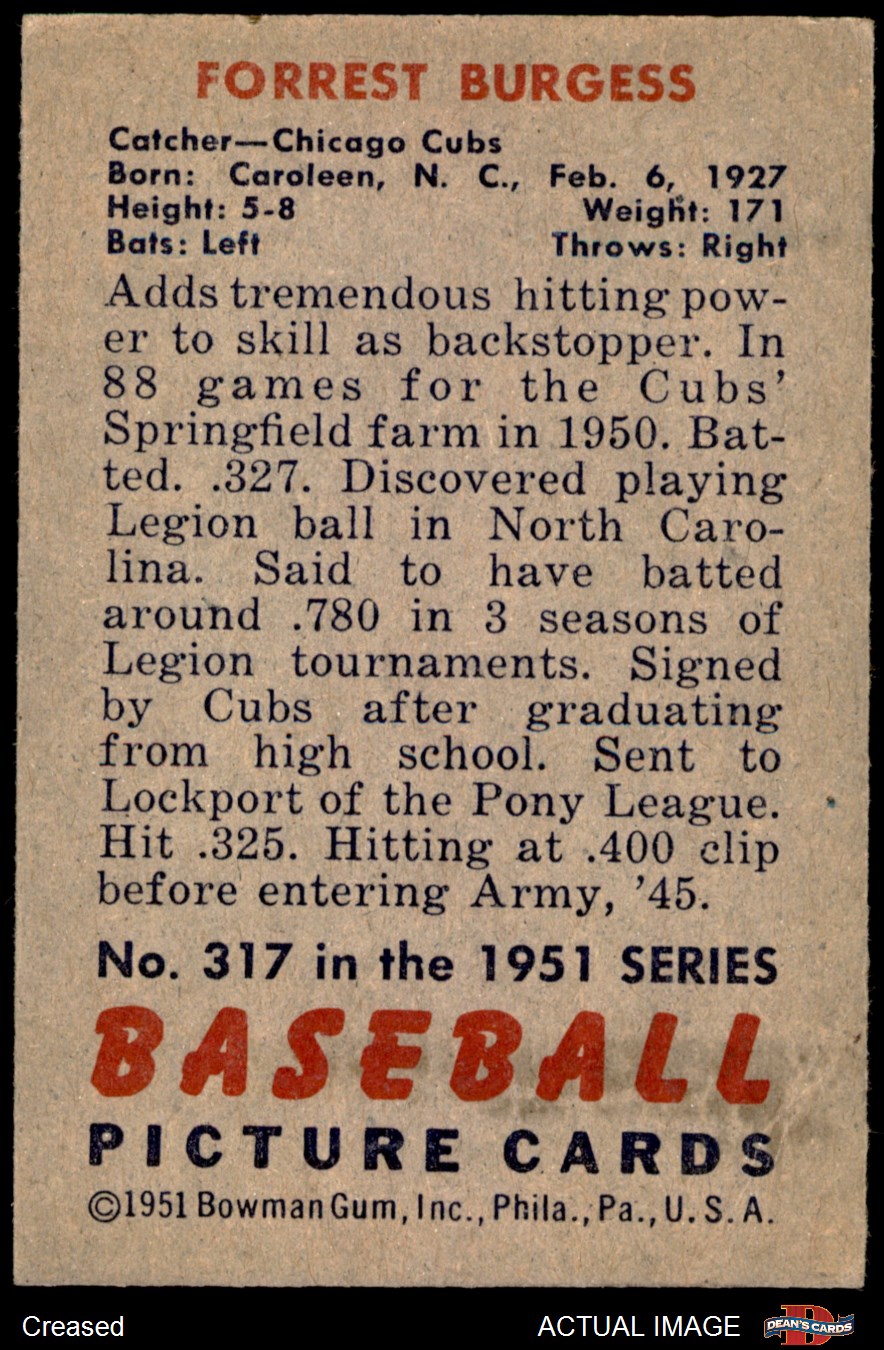 FORREST BURGESS
Catcher—Chicago Cubs
Born: Caroleen, N. C., Feb. 6, 1927
Height: 5-8 Weight: 171
Bats: Left Throws: Right
Adds tremendous hitting pow-
er to skill as backstopper. In
88 games for the Cubs'
Springfield farm in 1950. Bat-
ted. .327. Discovered playing
Legion ball in North Caro-
lina. Said to have batted
around .780 in 3 seasons of
Legion tournaments. Signed
by Cubs after graduating
from high school. Sent to
Lockport of the Pony League.
Hit .325. Hitting at .400 clip
before entering Army, '45.
No. 317 in the 1951 SERIES
BASEBALL
PICTURE CARDS
©1951 Bowman Gum, Inc., Phila., Pa., U. S. A.
Creased ACTUAL IMAGE DEAN'S CARDS